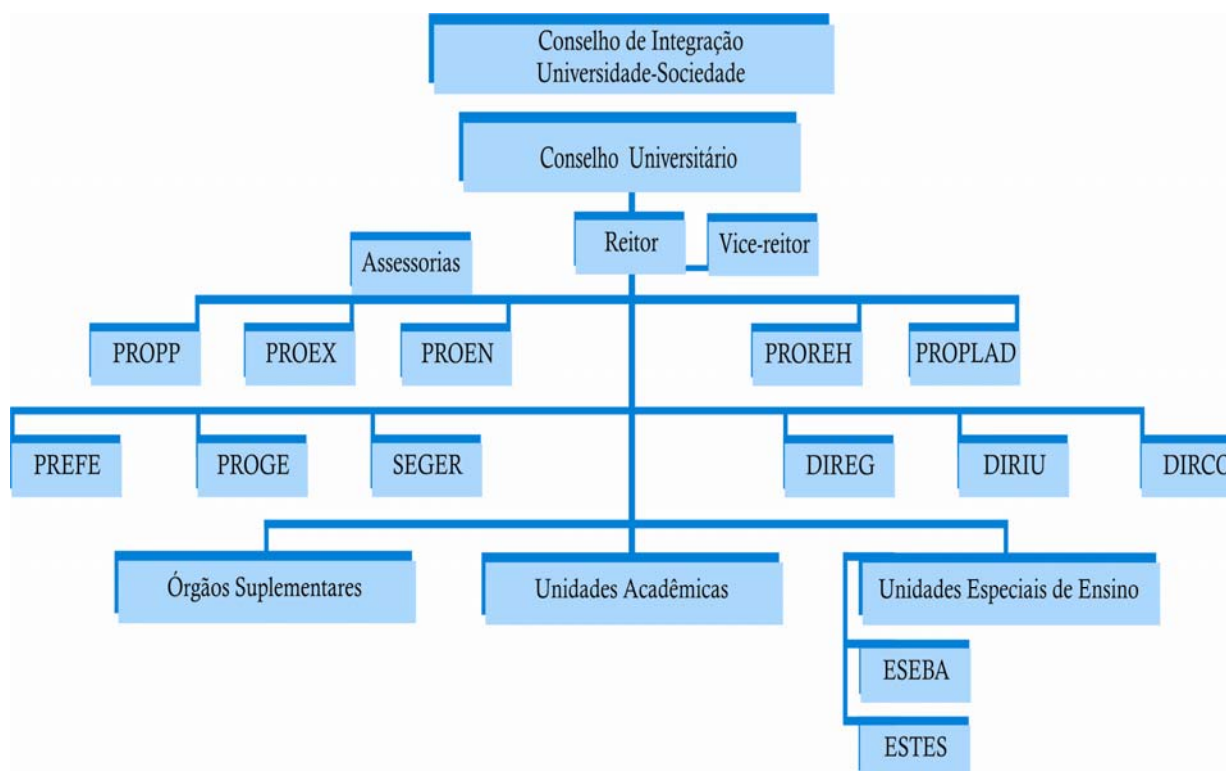 Conselho de Integração
Universidade-Sociedade
Conselho Universitário
Reitor
Vice-reitor
Assessorias
PROPP
PROEX
PROEN
PROREH
PROPLAD
PREFE
PROGE
SEGER
DIREG
DIRIU
DIRCO
Órgãos Suplementares
Unidades Acadêmicas
Unidades Especiais de Ensino
ESEBA
ESTES